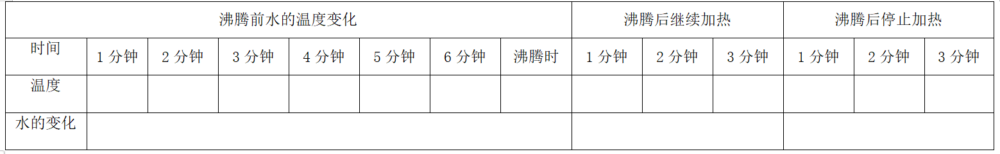 沸腾前水的温度变化 沸腾后继续加热 沸腾后停止加热
时间 1分钟 2分钟 3分钟 4分钟 5分钟 6分钟 沸腾时 1分钟 2分钟 3分钟 1分钟 2分钟 3分钟
温度
水的变化